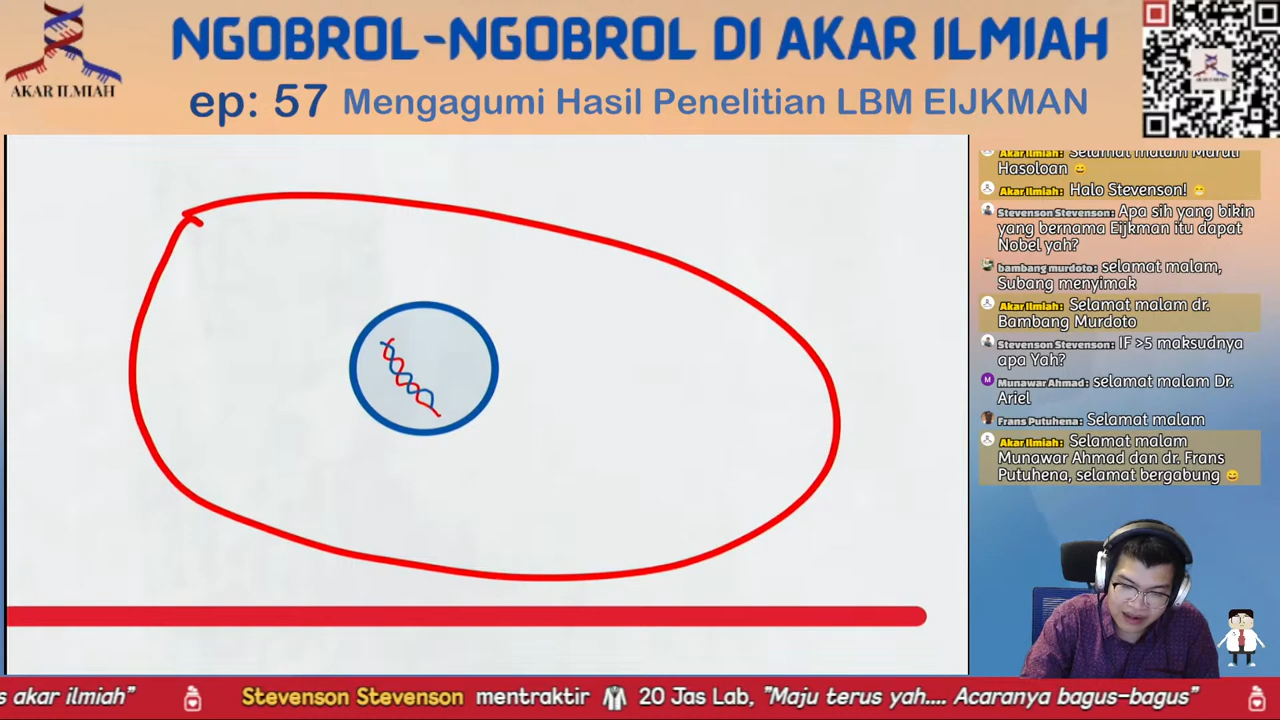 NGOBROL-NGOBROL DI AKAR ILMIAH
AKAR ILMIAH
ep: 57 Mengagumi Hasil Penelitian LBM EIJKMAN
Akar Ilmiah: Selamat malam Maruli
Hasoloan
Akar Ilmiah: Halo Stevenson!
Stevenson Stevenson: Apa sih yang bikin
yang bernama Eijkman itu dapat
Nobel yah?
bambang murdoto: selamat malam,
Subang menyimak
Akar Ilmiah: Selamat malam dr.
Bambang Murdoto
Stevenson Stevenson: IF >5 maksudnya
apa Yah?
M
Munawar Ahmad: selamat malam Dr.
Ariel
Frans Putuhena: Selamat malam
Akar Ilmiah: Selamat malam
Munawar Ahmad dan dr. Frans
Putuhena, selamat bergabung
s akar ilmiah" Stevenson Stevenson mentraktir 20 Jas Lab, "Maju terus yah.... Acaranya bagus-bagus"